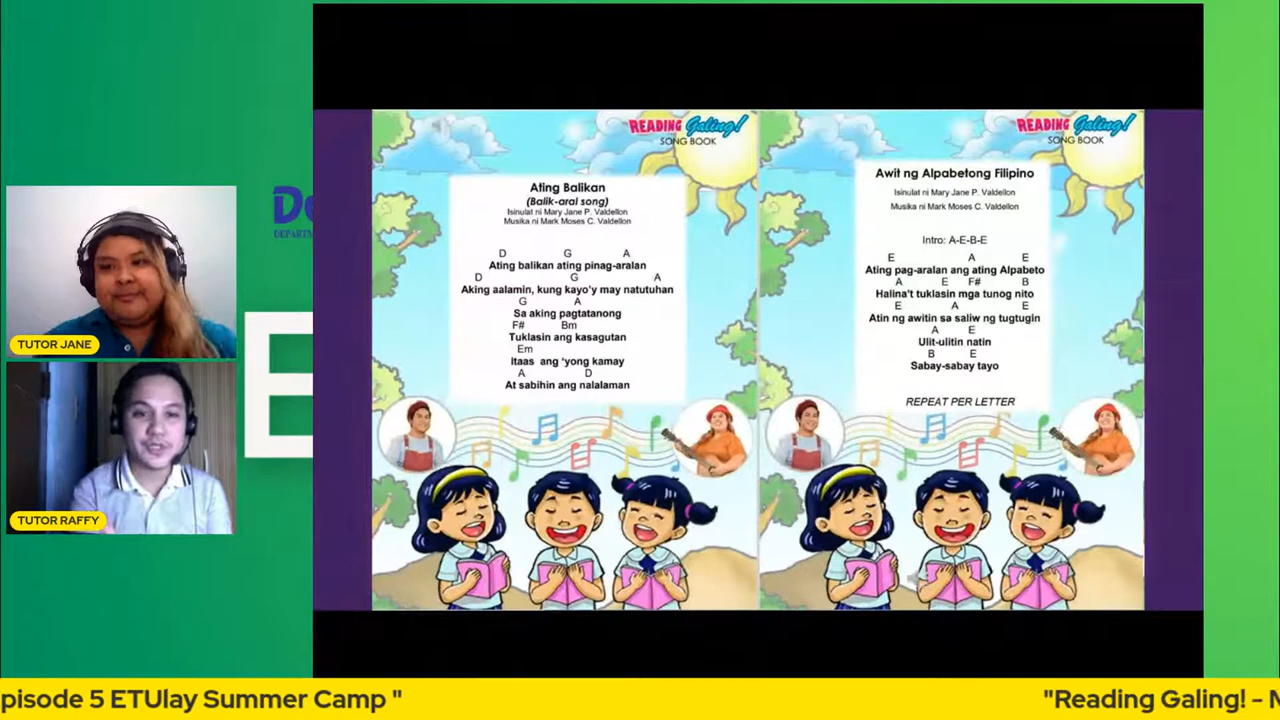 TUTOR JANE
TUTOR RAFFY
READING Galing!
SONG BOOK
Ating Balikan
(Balik-aral song)
Isinulat ni Mary Jane P. Valdellon
Musika ni Mark Moses C. Valdellon
D G A
Ating balikan ating pinag-aralan
D G A
Aking aalamin, kung kayo'y may natutuhan
G A
Sa aking pagtatanong
F# Bm
Tuklasin ang kasagutan
Em
Itaas ang 'yong kamay
A D
At sabihin ang nalalaman
READING Galing!
SONG BOOK
Awit ng Alpabetong Filipino
Isinulat ni Mary Jane P. Valdellon
Musika ni Mark Moses C. Valdellon
Intro: A-E-B-E
E A E
Ating pag-aralan ang ating Alpabeto
A E F# B
Halina't tuklasin mga tunog nito
E A E
Atin ng awitin sa saliw ng tugtugin
A E
Ulit-ulitin natin
B E
Sabay-sabay tayo
REPEAT PER LETTER
pisode 5 ETUlay Summer Camp " "Reading Galing! - M